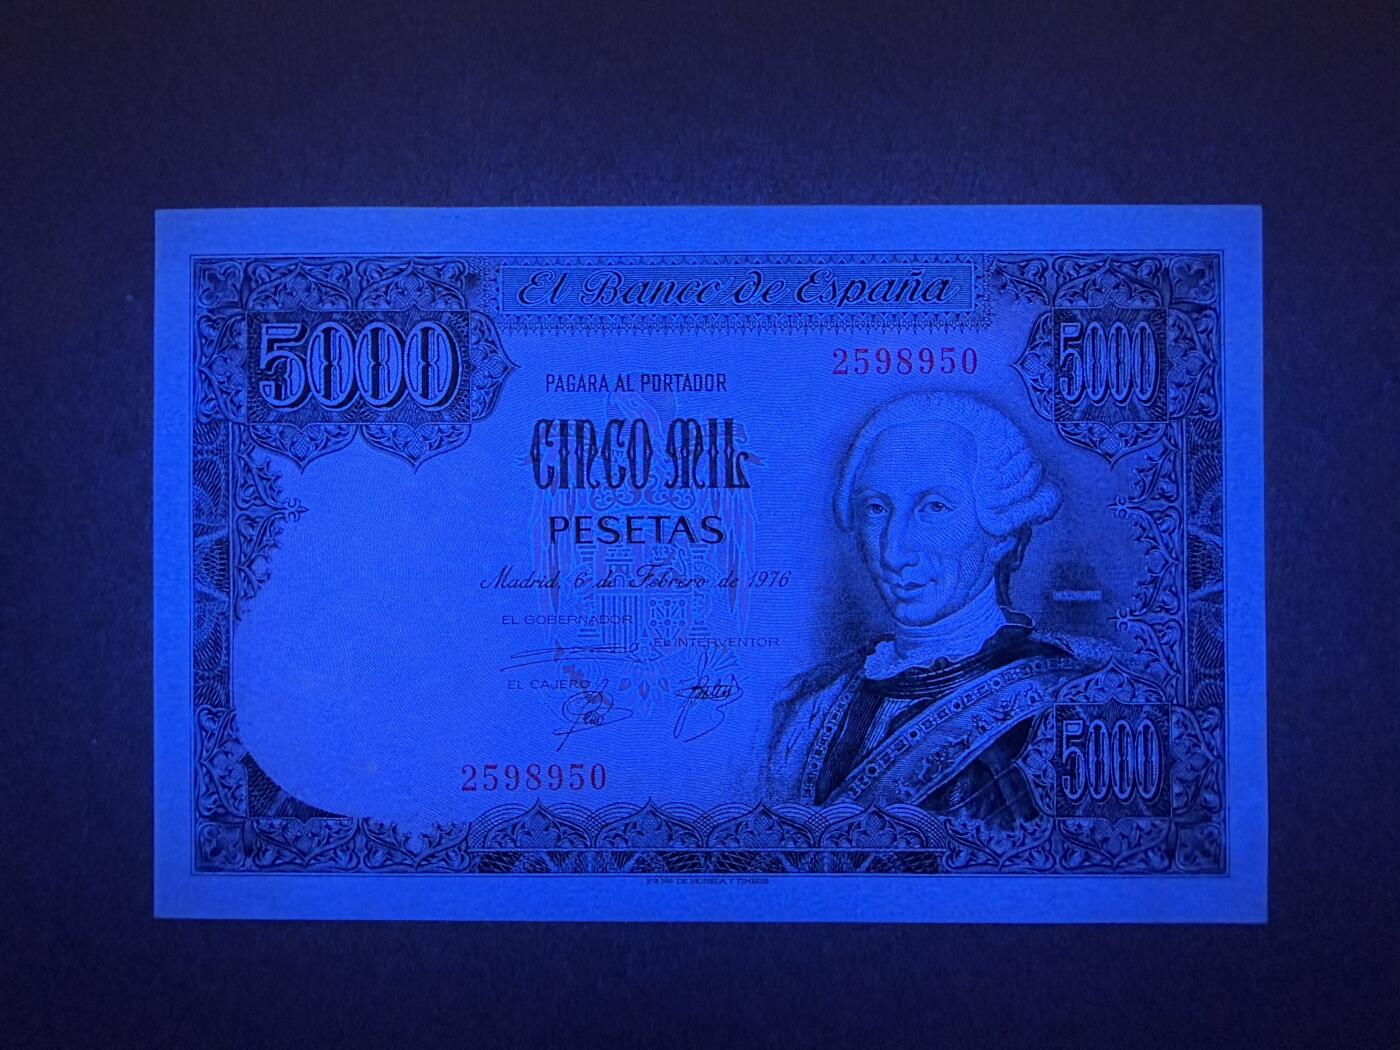 El Banco de España
5000
5000
2598950
PAGARA AL PORTADOR
CINCO MIL
PESETAS
Madrid, 6 de Febrero de 1976
EL GOBERNADOR
EL INTERVENTOR
EL CAJERO
2598950
5000